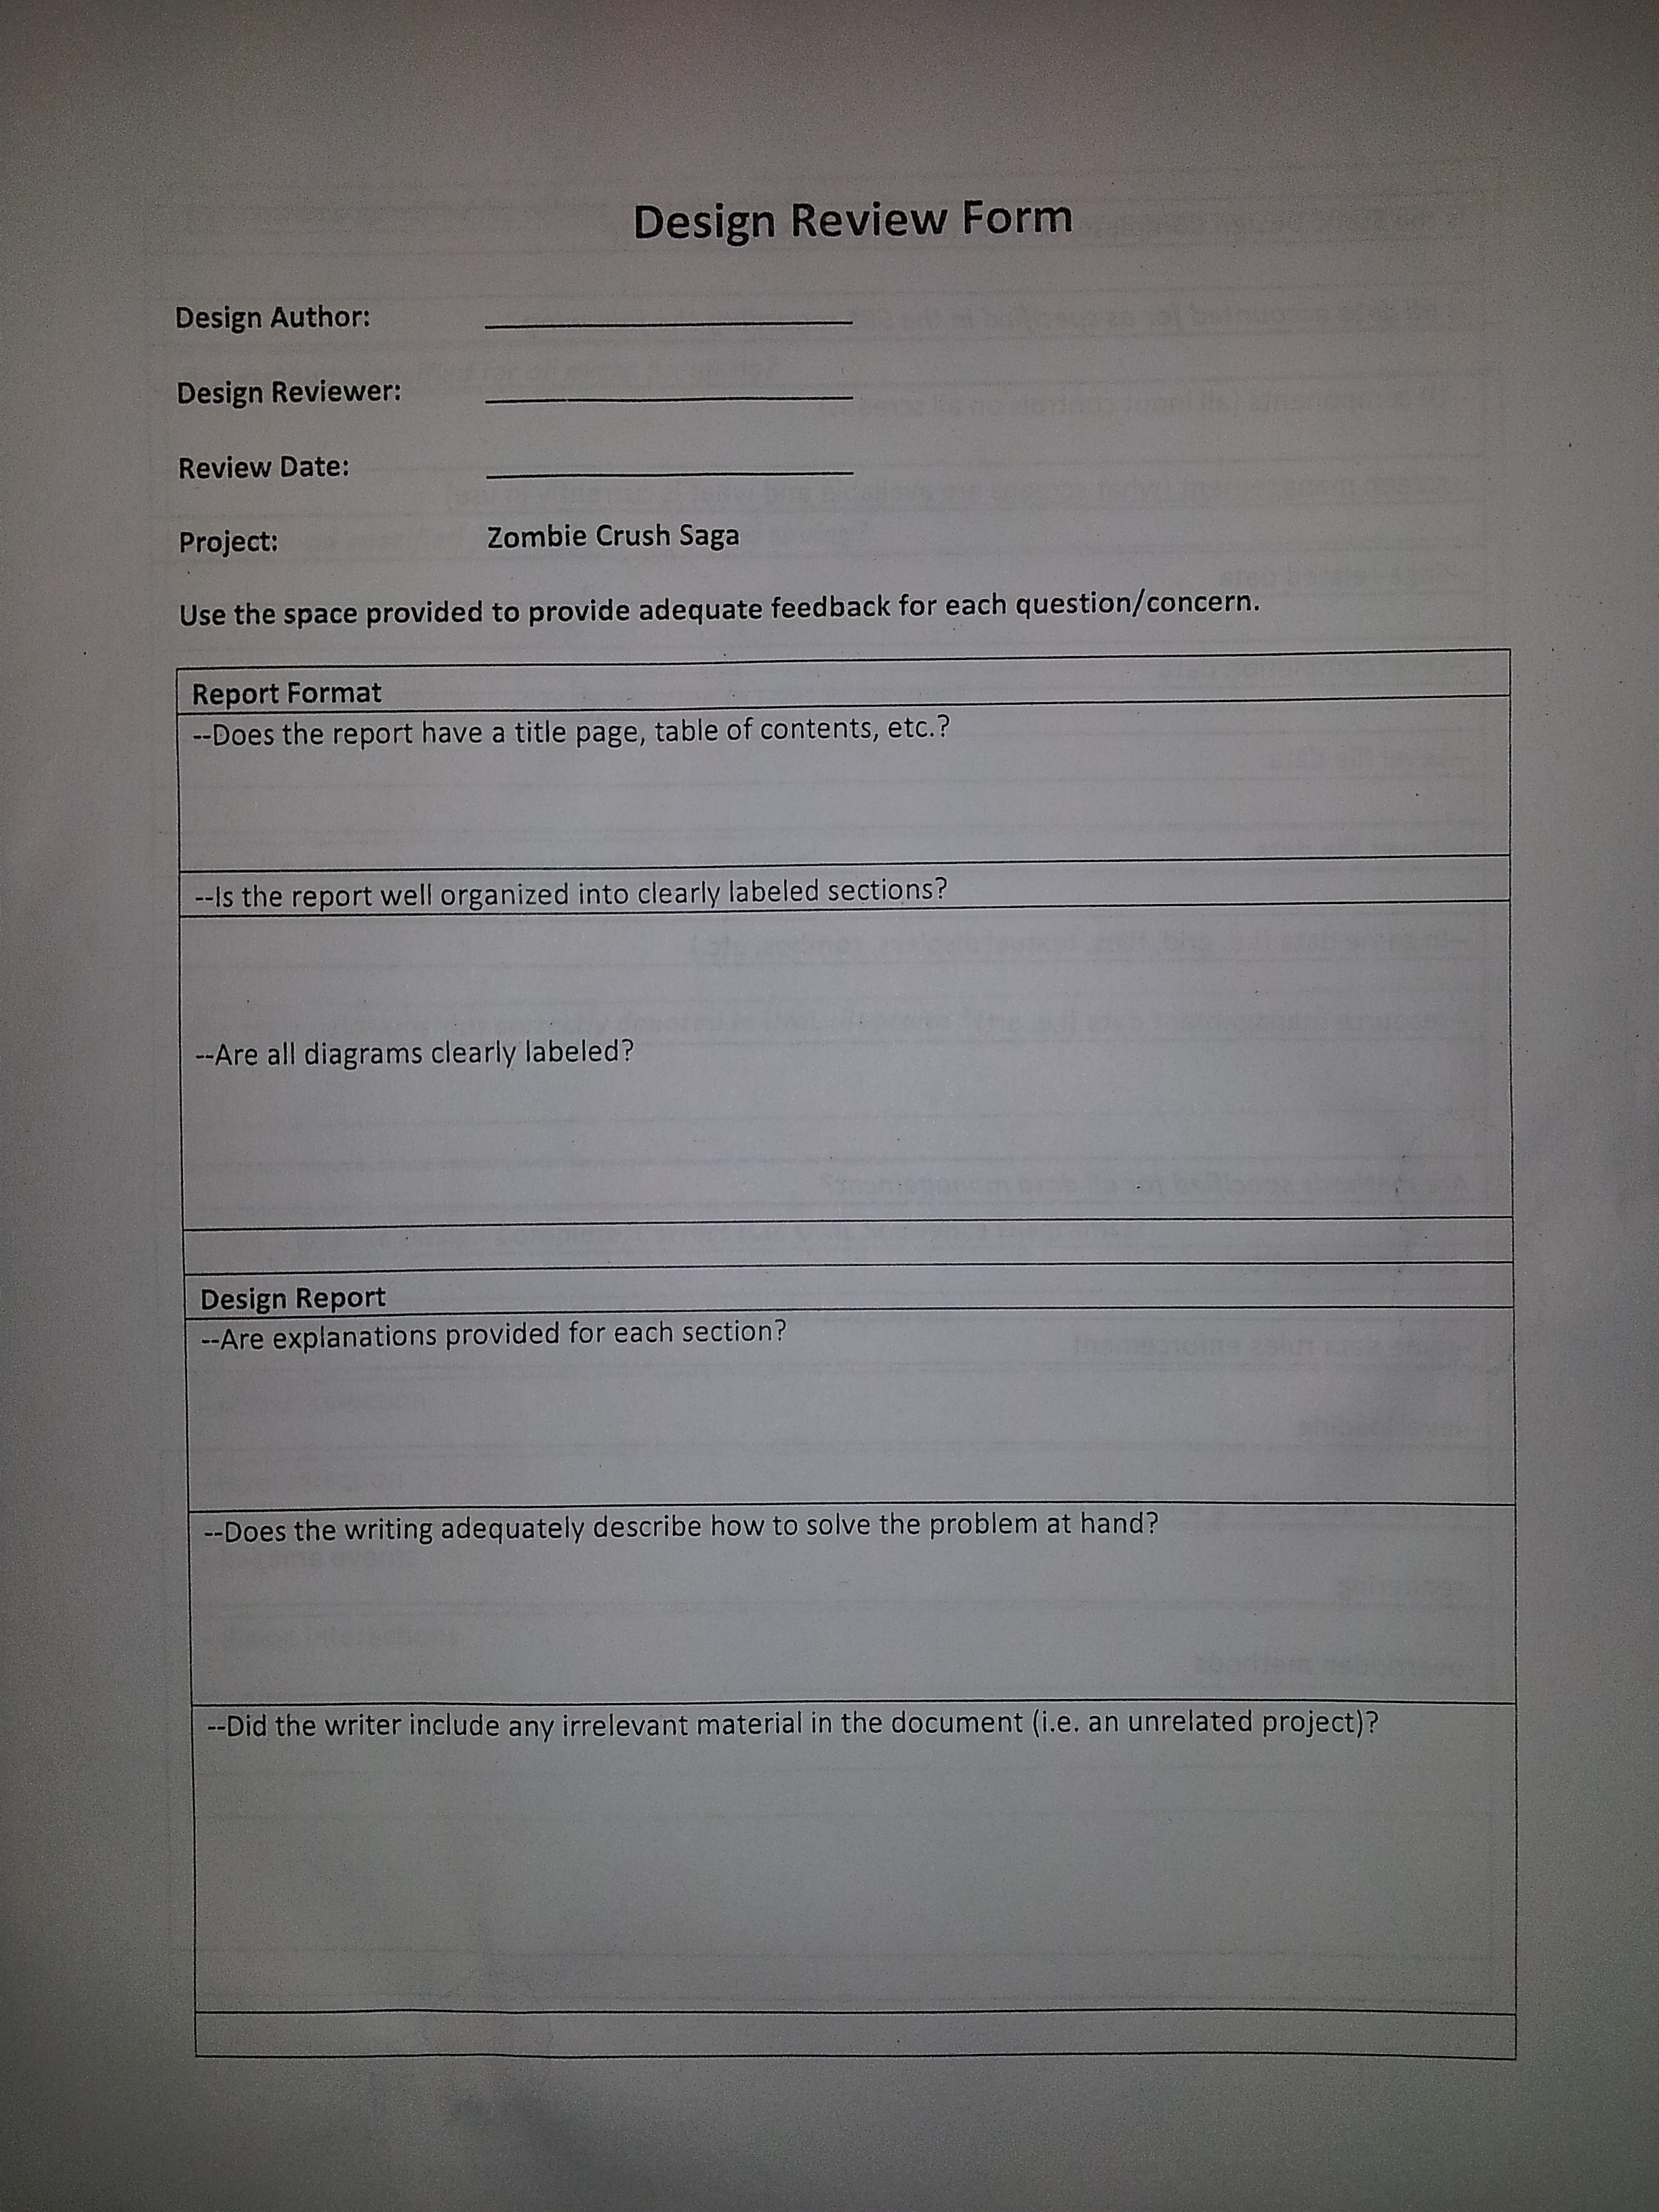 Design Review Form
Design Author:
Design Reviewer:
Review Date:
Project: Zombie Crush Saga
Use the space provided to provide adequate feedback for each question/concern.
Report Format
--Does the report have a title page, table of contents, etc.?
--Is the report well organized into clearly labeled sections?
--Are all diagrams clearly labeled?
Design Report
--Are explanations provided for each section?
--Does the writing adequately describe how to solve the problem at hand?
--Did the writer include any irrelevant material in the document (i.e. an unrelated project)?